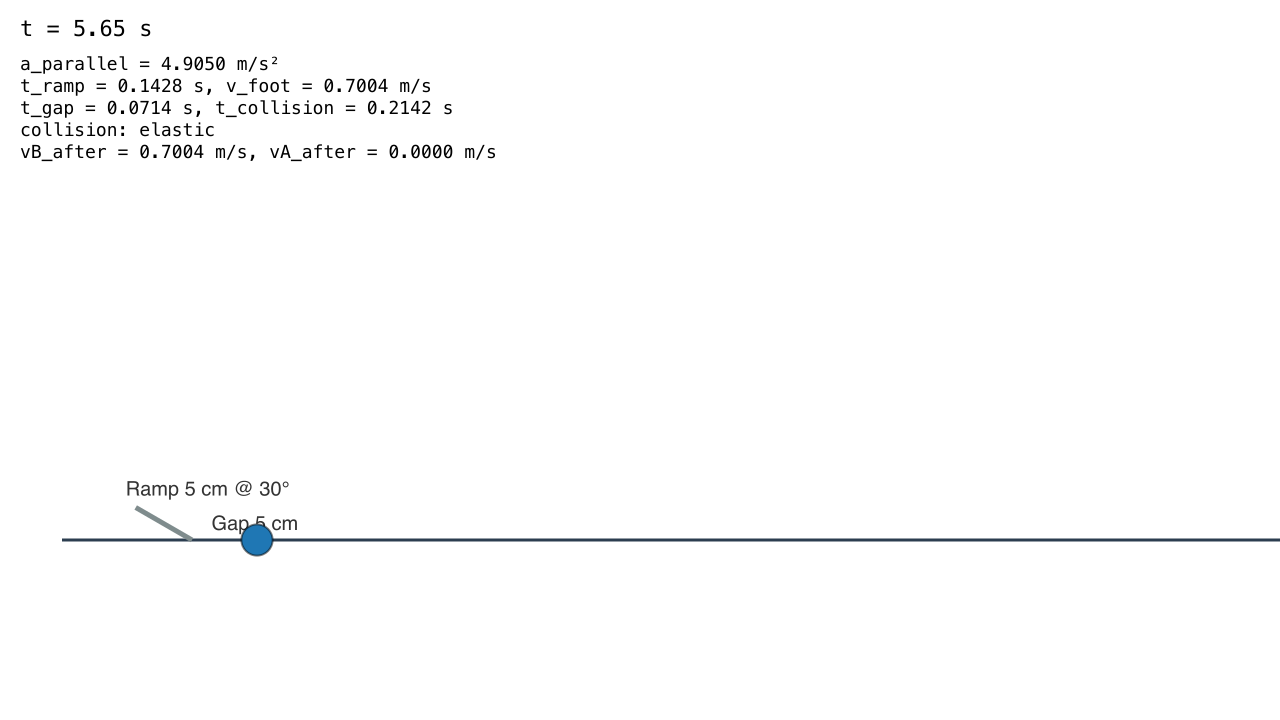 t = 5.65 s
a_parallel = 4.9050 m/s²
t_ramp = 0.1428 s, v_foot = 0.7004 m/s
t_gap = 0.0714 s, t_collision = 0.2142 s
collision: elastic
vB_after = 0.7004 m/s, vA_after = 0.0000 m/s
Ramp 5 cm @ 30°
Gap 5 cm